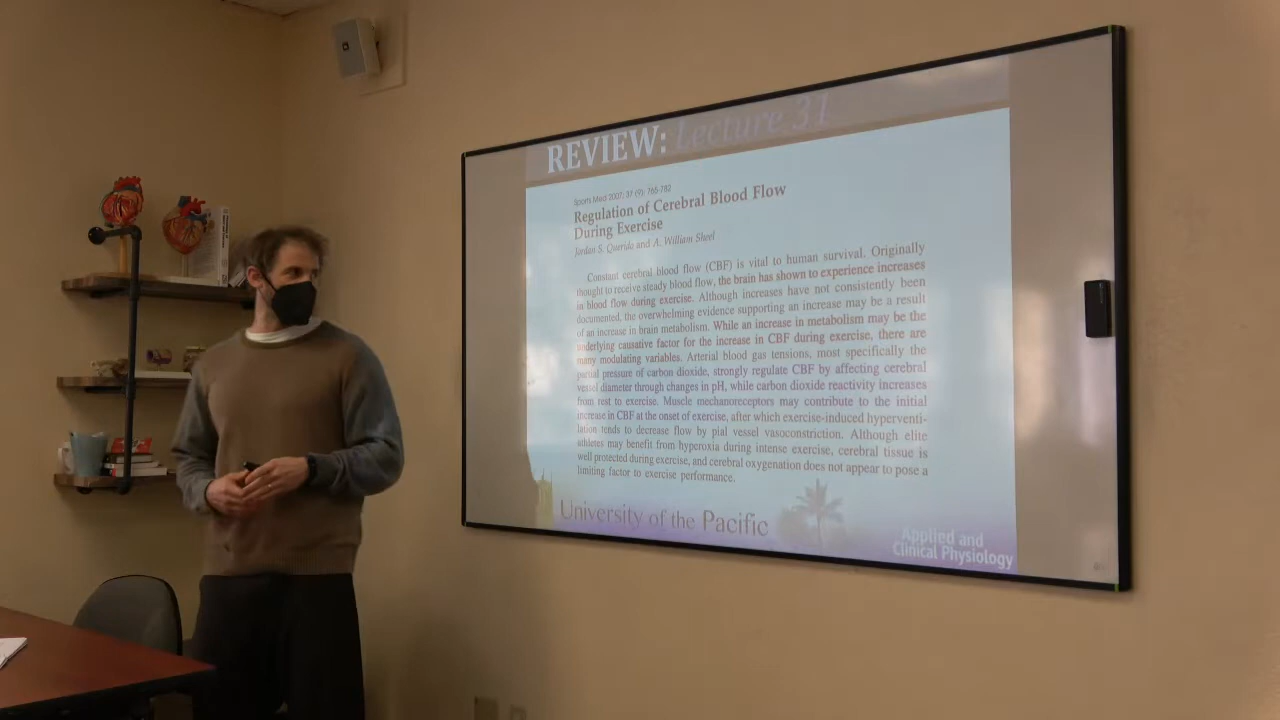 REVIEW: Lecture 31
Sports Med 2007; 37 (9): 765-782
Regulation of Cerebral Blood Flow
During Exercise
Jordan S. Querido and A. William Sheel
Constant cerebral blood flow (CBF) is vital to human survival. Originally
thought to receive steady blood flow, the brain has shown to experience increases
in blood flow during exercise. Although increases have not consistently been
documented, the overwhelming evidence supporting an increase may be a result
of an increase in brain metabolism. While an increase in metabolism may be the
underlying causative factor for the increase in CBF during exercise, there are
many modulating variables. Arterial blood gas tensions, most specifically the
partial pressure of carbon dioxide, strongly regulate CBF by affecting cerebral
vessel diameter through changes in pH, while carbon dioxide reactivity increases
from rest to exercise. Muscle mechanoreceptors may contribute to the initial
increase in CBF at the onset of exercise, after which exercise-induced hyperventi-
lation tends to decrease flow by pial vessel vasoconstriction. Although elite
athletes may benefit from hyperoxia during intense exercise, cerebral tissue is
well protected during exercise, and cerebral oxygenation does not appear to pose a
limiting factor to exercise performance.
University of the Pacific
Applied and
Clinical Physiology